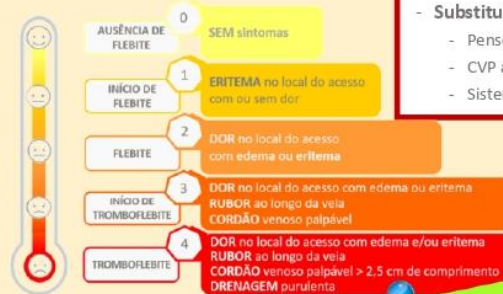 - Substitu
- Pens
- CVP a
- Siste
0
AUSÊNCIA DE
FLEBITE
SEM sintomas
1
INÍCIO DE
FLEBITE
ERITEMA no local do acesso
com ou sem dor
2
FLEBITE
DOR no local do acesso
com edema ou eritema
3
INÍCIO DE
TROMBOFLEBITE
DOR no local do acesso com edema ou eritema
RUBOR ao longo da veia
CORDÃO venoso palpável
4
TROMBOFLEBITE
DOR no local do acesso com edema e/ou eritema
RUBOR ao longo da veia
CORDÃO venoso palpável > 2,5 cm de comprimento
DRENAGEM purulenta